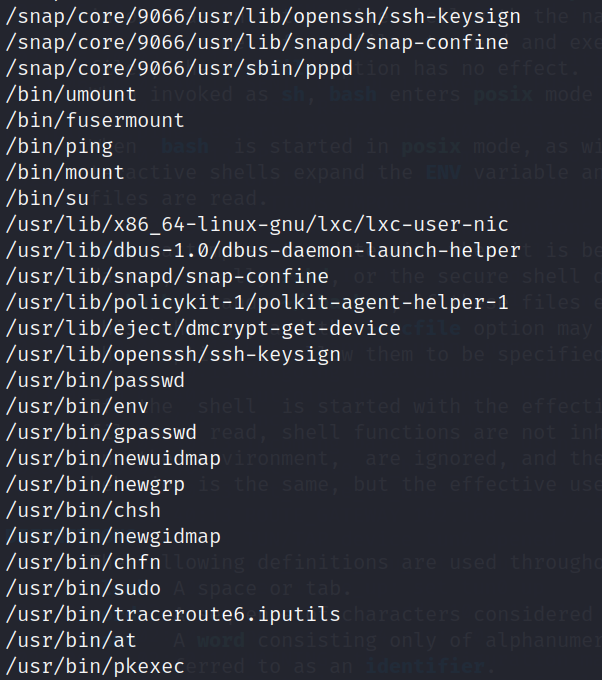 /snap/core/9066/usr/lib/openssh/ssh-keysign
/snap/core/9066/usr/lib/snapd/snap-confine
/snap/core/9066/usr/sbin/pppd
/bin/umount
/bin/fusermount
/bin/ping
/bin/mount
/bin/su
/usr/lib/x86_64-linux-gnu/lxc/lxc-user-nic
/usr/lib/dbus-1.0/dbus-daemon-launch-helper
/usr/lib/snapd/snap-confine
/usr/lib/policykit-1/polkit-agent-helper-1
/usr/lib/eject/dmcrypt-get-device
/usr/lib/openssh/ssh-keysign
/usr/bin/passwd
/usr/bin/env
/usr/bin/gpasswd
/usr/bin/newuidmap
/usr/bin/newgrp
/usr/bin/chsh
/usr/bin/newgidmap
/usr/bin/chfn
/usr/bin/sudo
/usr/bin/traceroute6.iputils
/usr/bin/at
/usr/bin/pkexec